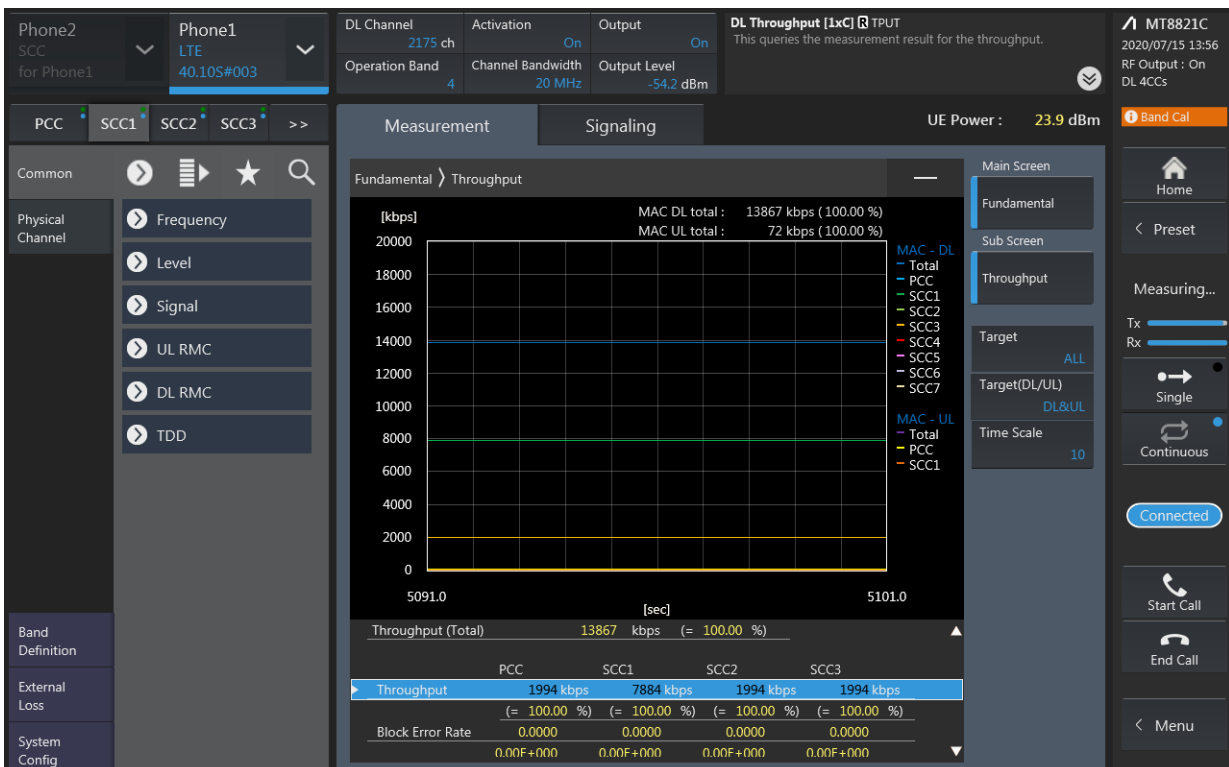 Phone2
SCC
for Phone1
Phone1
LTE
40.10S#003
DL Channel
2175 ch
Activation
On
Output
On
Operation Band
4
Channel Bandwidth
20 MHz
Output Level
-54.2 dBm
DL Throughput [1xC] R TPUT
This queries the measurement result for the throughput.
MT8821C
2020/07/15 13:56
RF Output : On
DL 4CCs
PCC SCC1 SCC2 SCC3 >>
Measurement
Signaling
UE Power : 23.9 dBm
Band Cal
Common
Physical
Channel
Frequency
Level
Signal
UL RMC
DL RMC
TDD
Band
Definition
External
Loss
System
Config
Fundamental 〉 Throughput
[kbps]
MAC DL total : 13867 kbps ( 100.00 %)
MAC UL total : 72 kbps ( 100.00 %)
20000
18000
16000
14000
12000
10000
8000
6000
4000
2000
0
5091.0
5101.0
[sec]
MAC - DL
Total
PCC
SCC1
SCC2
SCC3
SCC4
SCC5
SCC6
SCC7
MAC - UL
Total
PCC
SCC1
Throughput (Total) 13867 kbps (= 100.00 %)
PCC SCC1 SCC2 SCC3
Throughput 1994 kbps 7884 kbps 1994 kbps 1994 kbps
(= 100.00 %) (= 100.00 %) (= 100.00 %) (= 100.00 %)
Block Error Rate 0.0000 0.0000 0.0000 0.0000
0.00E+000 0.00E+000 0.00E+000 0.00E+000
Main Screen
Fundamental
Sub Screen
Throughput
Target
ALL
Target(DL/UL)
DL&UL
Time Scale
10
Home
< Preset
Measuring...
Tx
Rx
Single
Continuous
Connected
Start Call
End Call
< Menu